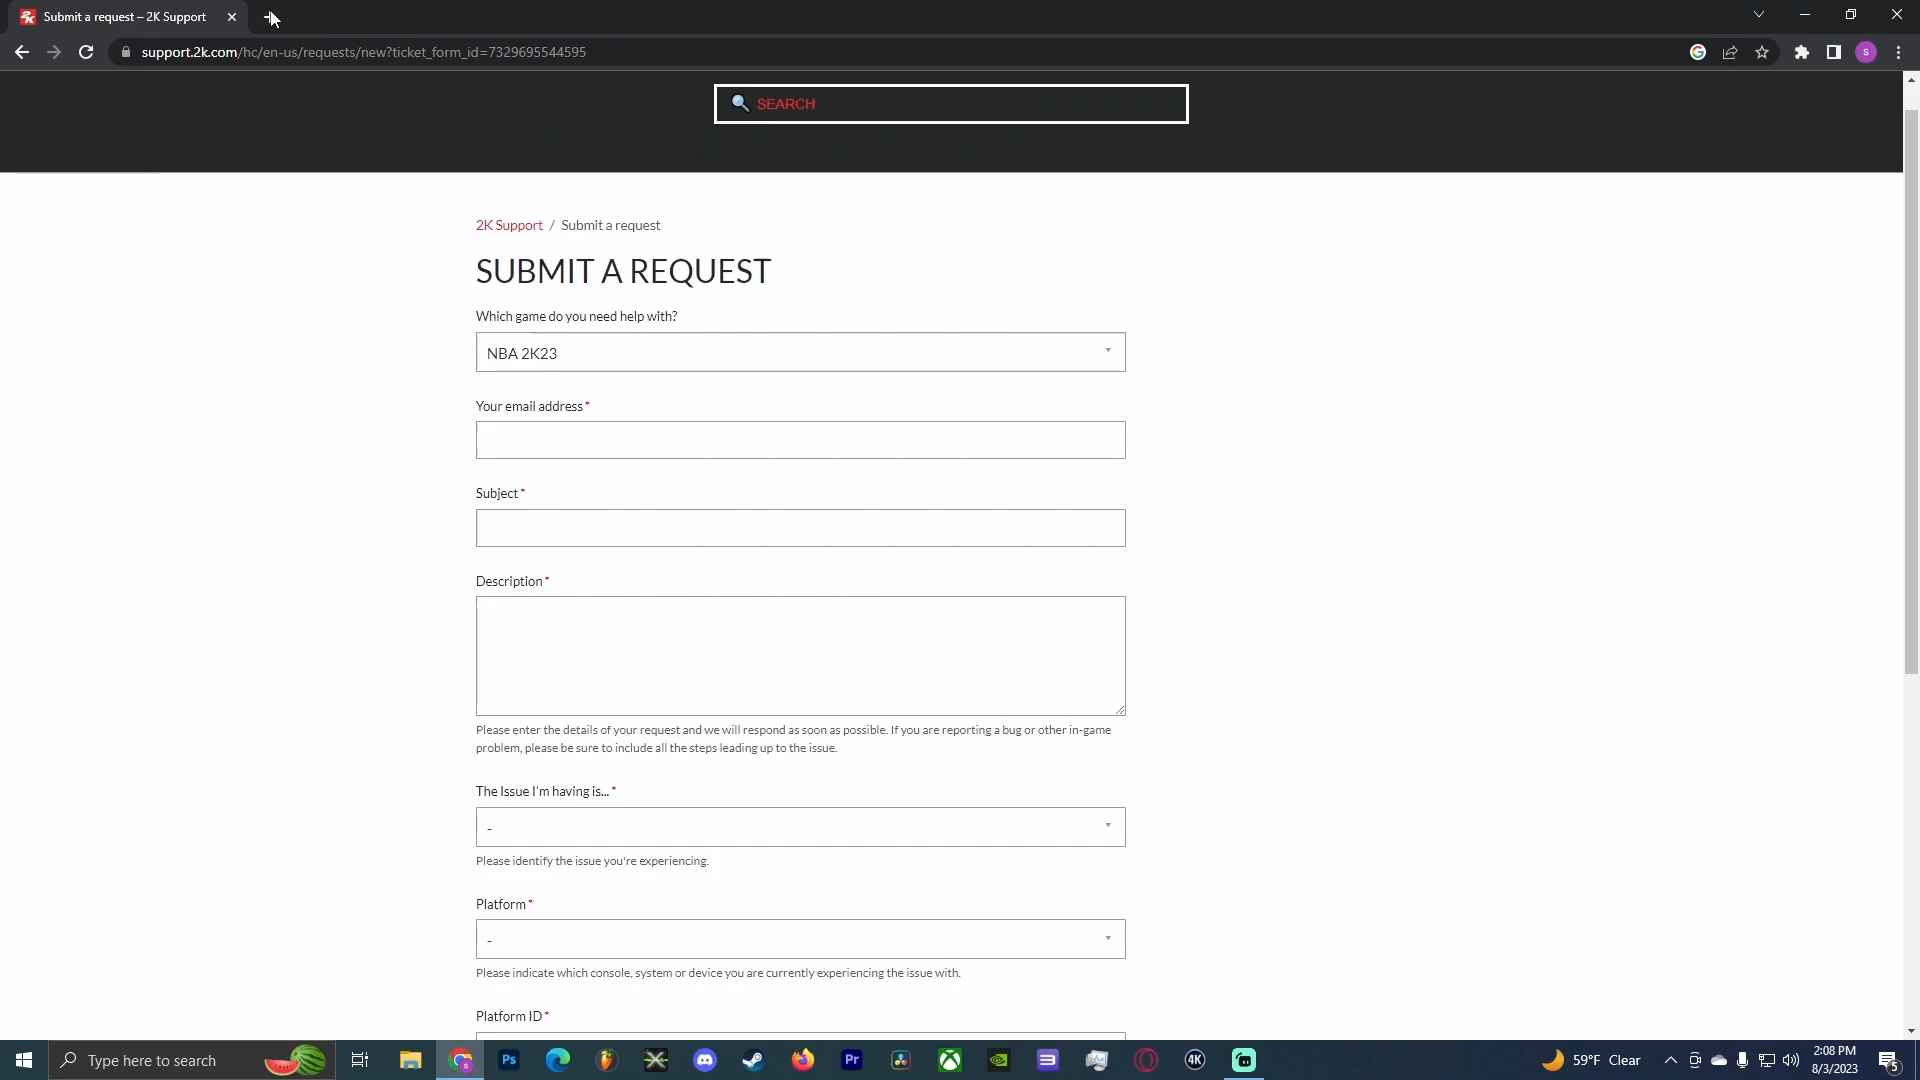 Submit a request – 2K Support
support.2k.com/hc/en-us/requests/new?ticket_form_id=7329695544595
S
SEARCH
2K Support / Submit a request
SUBMIT A REQUEST
Which game do you need help with?
NBA 2K23
Your email address*
Subject*
Description*
Please enter the details of your request and we will respond as soon as possible. If you are reporting a bug or other in-game
problem, please be sure to include all the steps leading up to the issue.
The Issue I'm having is...*
-
Please identify the issue you're experiencing.
Platform*
-
Please indicate which console, system or device you are currently experiencing the issue with.
Platform ID*
Type here to search
Ps
Pr
4K
59°F Clear
2:08 PM
8/3/2023
5